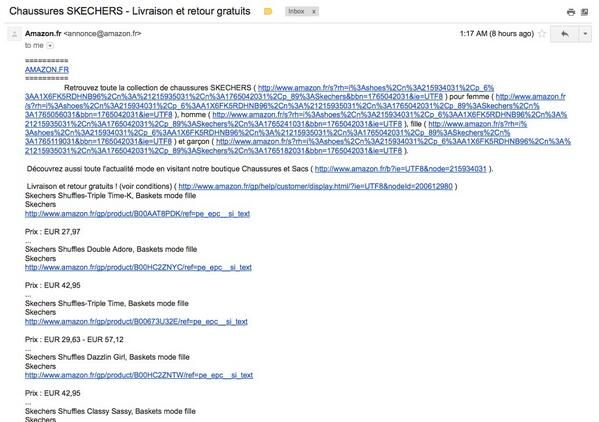 Chaussures SKECHERS - Livraison et retour gratuits
Inbox x
Amazon.fr <annonce@amazon.fr>
1:17 AM (8 hours ago)
to me
==========
AMAZON.FR
==========
Retrouvez toute la collection de chaussures SKECHERS ( http://www.amazon.fr/s?rh=i%3Ashoes%2Cn%3A215934031%2Cp_6%
3AA1X6FK5RDHNB96%2Cn%3A%21215935031%2Cn%3A1765042031%2Cp_89%3ASkechers&bbn=1765042031&ie=UTF8 ) pour femme ( http://www.amazon.fr
/s?rh=i%3Ashoes%2Cn%3A215934031%2Cp_6%3AA1X6FK5RDHNB96%2Cn%3A%21215935031%2Cn%3A1765042031%2Cp_89%3ASkechers%2Cn%
3A1765056031&bbn=1765042031&ie=UTF8 ), homme ( http://www.amazon.fr/s?rh=i%3Ashoes%2Cn%3A215934031%2Cp_6%3AA1X6FK5RDHNB96%2Cn%3A%
21215935031%2Cn%3A1765042031%2Cp_89%3ASkechers%2Cn%3A1765241031&bbn=1765042031&ie=UTF8 ), fille ( http://www.amazon.fr/s?rh=i%
3Ashoes%2Cn%3A215934031%2Cp_6%3AA1X6FK5RDHNB96%2Cn%3A%21215935031%2Cn%3A1765042031%2Cp_89%3ASkechers%2Cn%
3A1765119031&bbn=1765042031&ie=UTF8 ) et garçon ( http://www.amazon.fr/s?rh=i%3Ashoes%2Cn%3A215934031%2Cp_6%3AA1X6FK5RDHNB96%2Cn%3A%
21215935031%2Cn%3A1765042031%2Cp_89%3ASkechers%2Cn%3A1765182031&bbn=1765042031&ie=UTF8 ).
Découvrez aussi toute l'actualité mode en visitant notre boutique Chaussures et Sacs ( http://www.amazon.fr/b?ie=UTF8&node=215934031 ).
Livraison et retour gratuits ! (voir conditions) ( http://www.amazon.fr/gp/help/customer/display.html/?ie=UTF8&nodeId=200612980 )
Skechers Shuffles-Triple Time-K, Baskets mode fille
Skechers
http://www.amazon.fr/gp/product/B00AAT8PDK/ref=pe_epc__si_text
Prix : EUR 27,97
...
Skechers Shuffles Double Adore, Baskets mode fille
Skechers
http://www.amazon.fr/gp/product/B00HC2ZNYC/ref=pe_epc__si_text
Prix : EUR 42,95
...
Skechers Shuffles-Triple Time, Baskets mode fille
Skechers
http://www.amazon.fr/gp/product/B00673U32E/ref=pe_epc__si_text
Prix : EUR 29,63 - EUR 57,12
...
Skechers Shuffles Dazzlin Girl, Baskets mode fille
Skechers
http://www.amazon.fr/gp/product/B00HC2ZNTW/ref=pe_epc__si_text
Prix : EUR 42,95
...
Skechers Shuffles Classy Sassy, Baskets mode fille
Skechers